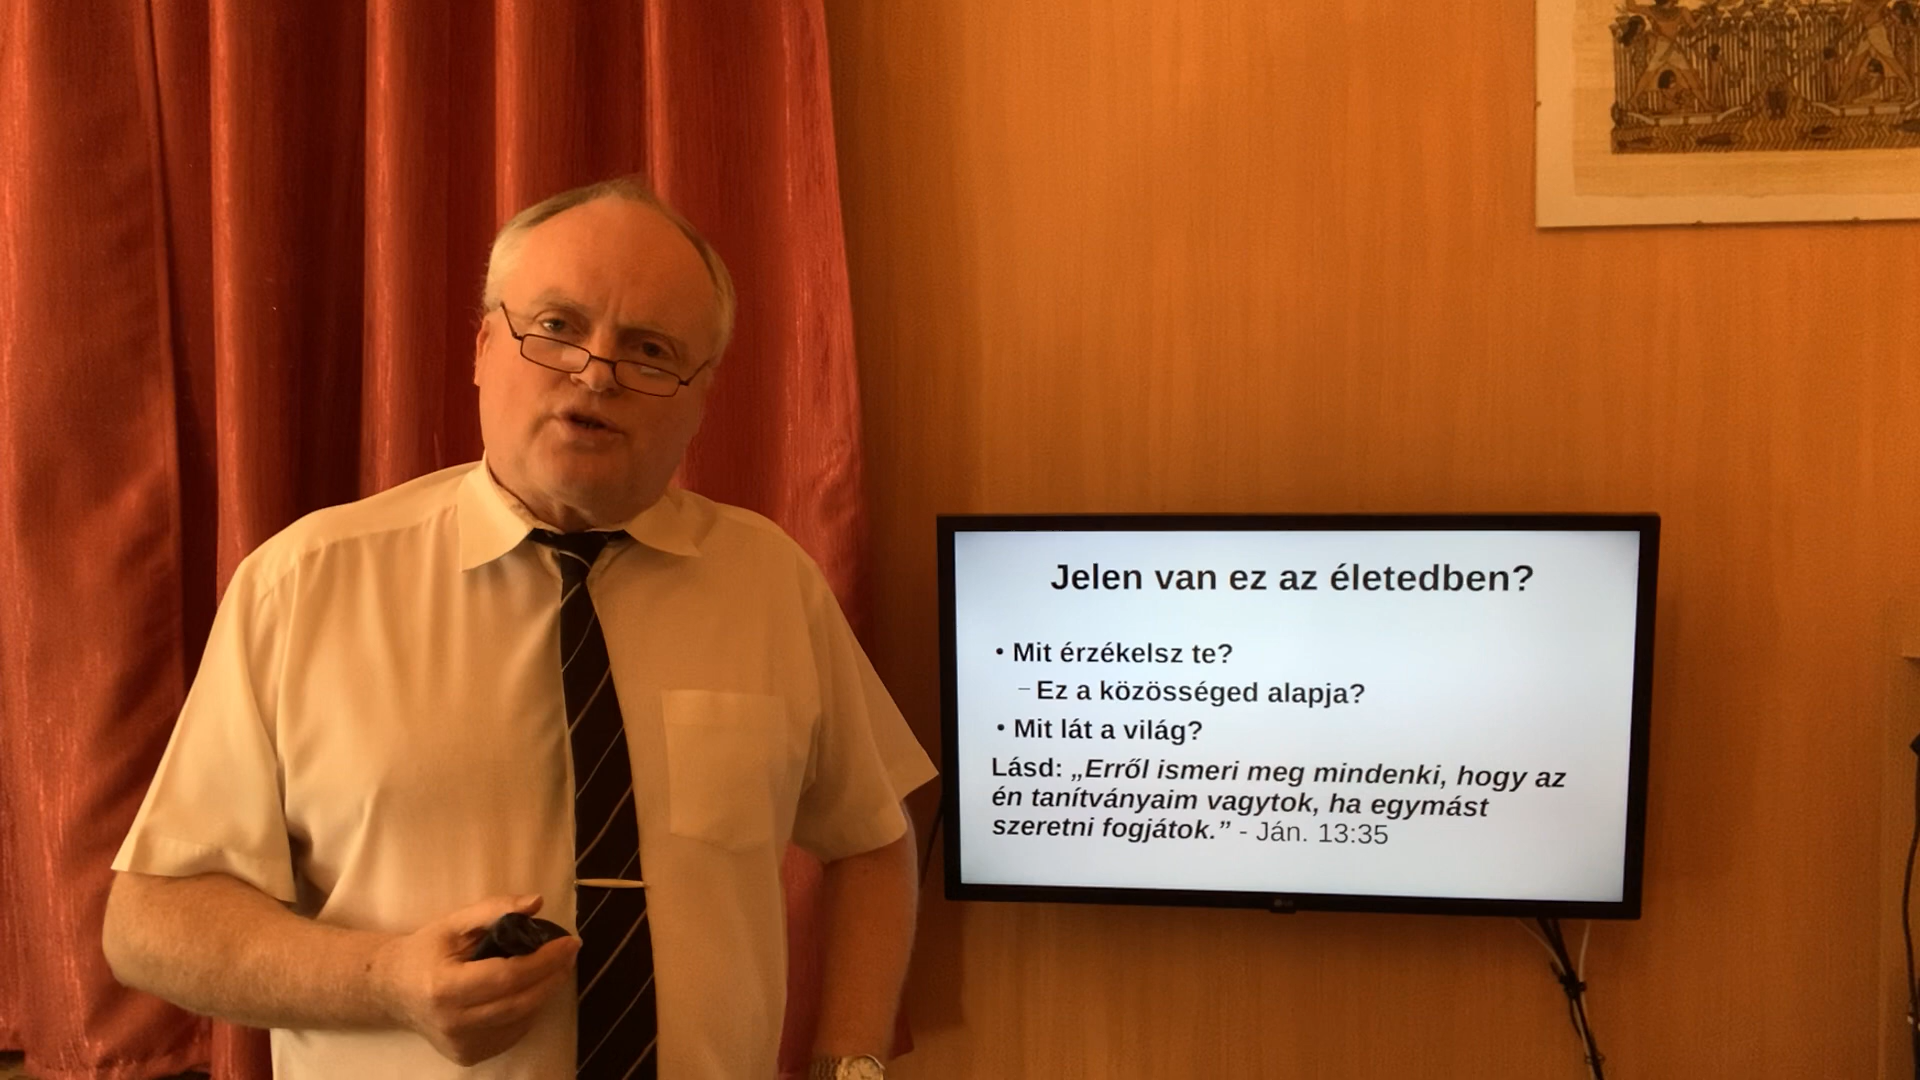 Jelen van ez az életedben?
• Mit érzékelsz te?
– Ez a közösséged alapja?
• Mit lát a világ?
Lásd: „Erről ismeri meg mindenki, hogy az
én tanítványaim vagytok, ha egymást
szeretni fogjátok.” - Ján. 13:35
LG